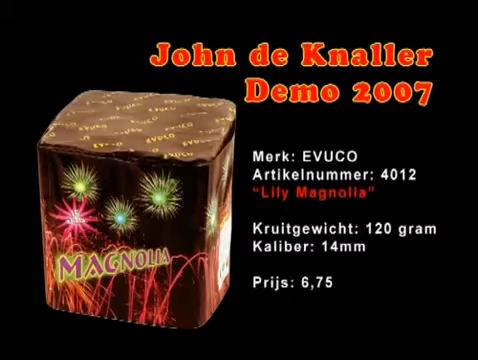 John de Knaller
Demo 2007
Merk: EVUCO
Artikelnummer: 4012
“Lily Magnolia”
Kruitgewicht: 120 gram
Kaliber: 14mm
Prijs: 6,75
EVUCO
MAGNOLIA